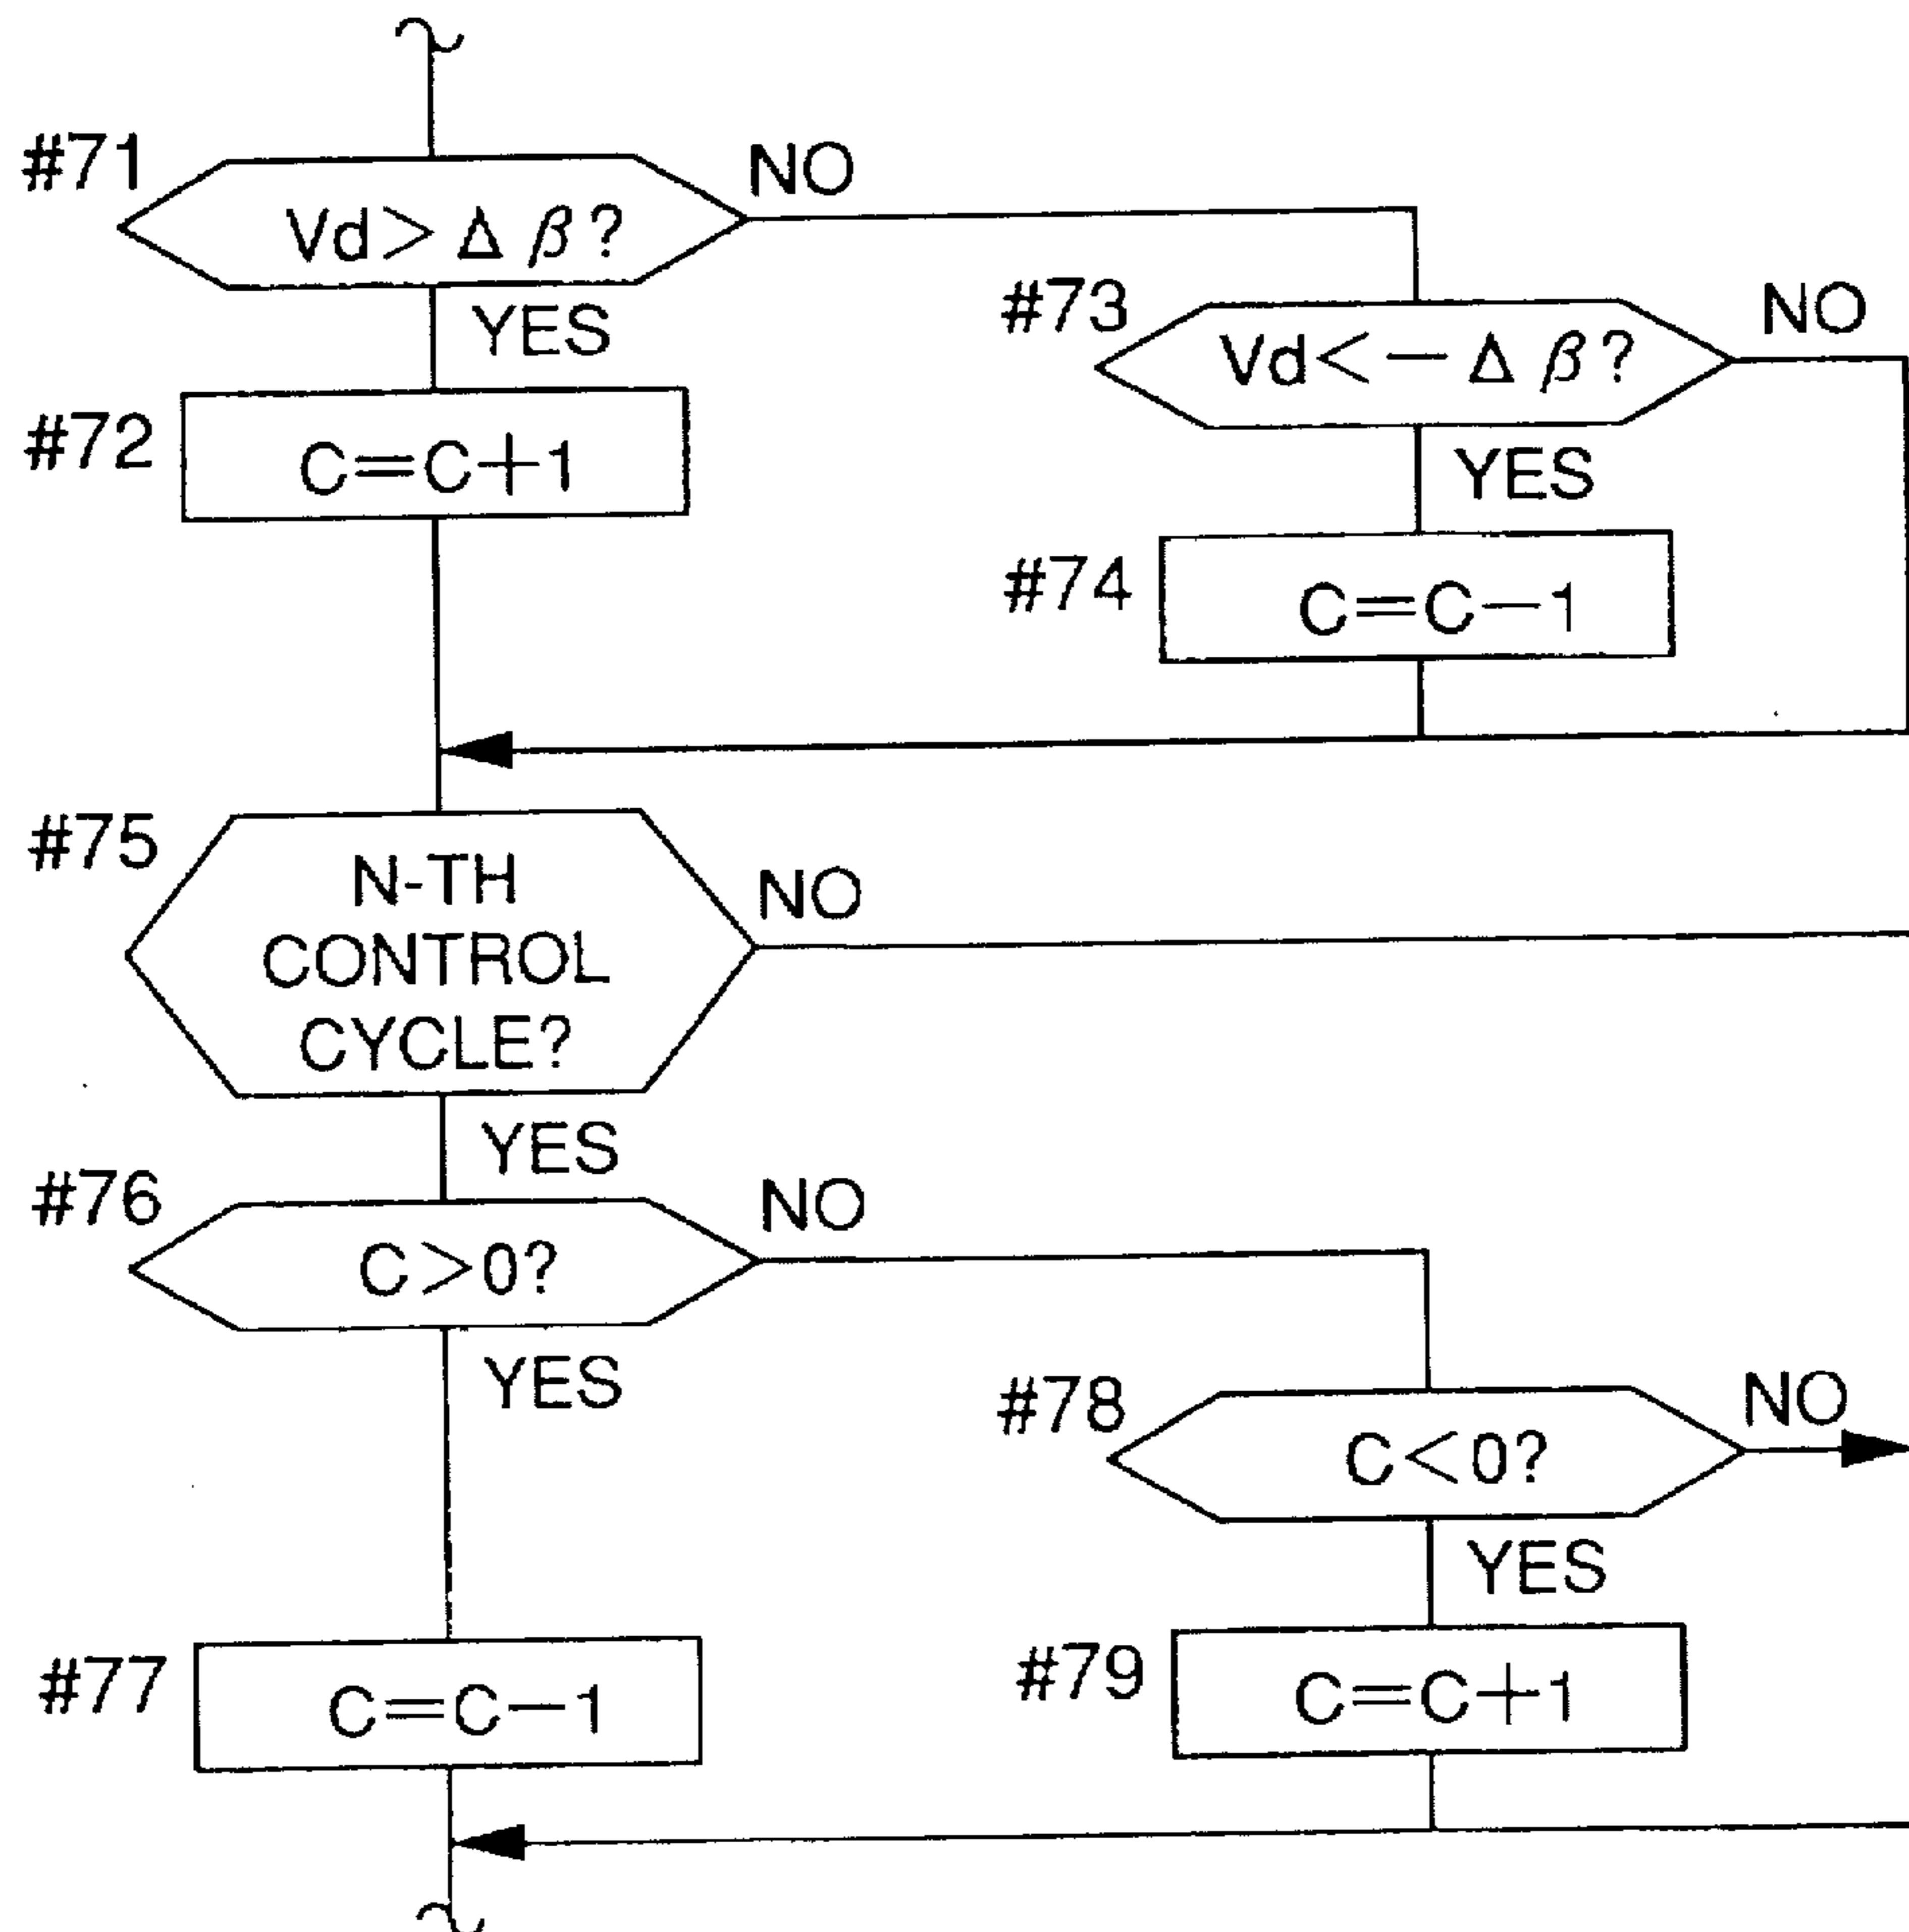 #71
Vd>Δβ?
NO
YES
#72
C=C+1
#73
Vd<−Δβ?
NO
YES
#74
C=C−1
#75
N-TH
CONTROL
CYCLE?
NO
YES
#76
C>0?
NO
YES
#77
C=C−1
#78
C<0?
NO
YES
#79
C=C+1